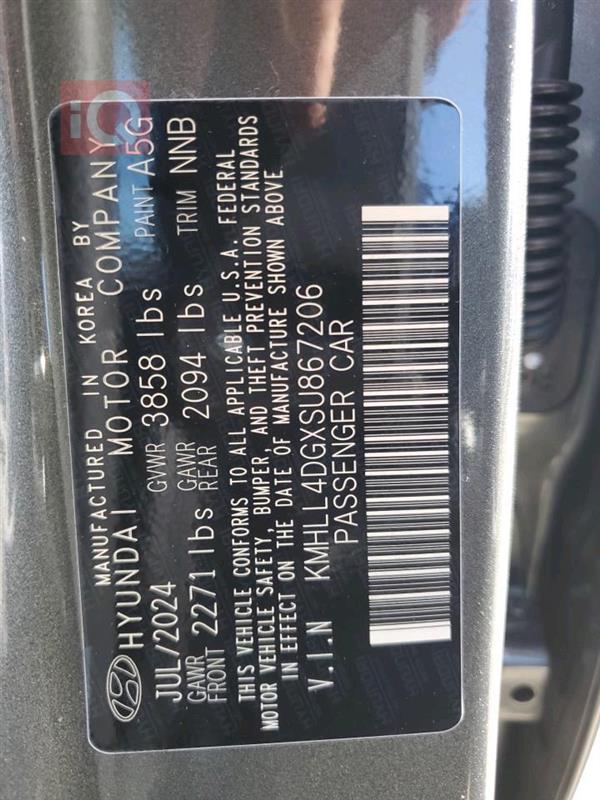 iQ
MANUFACTURED IN KOREA BY
HYUNDAI MOTOR COMPANY
JUL/2024 GVWR 3858 lbs PAINT A5G
GAWR FRONT 2271 lbs GAWR REAR 2094 lbs TRIM NNB
THIS VEHICLE CONFORMS TO ALL APPLICABLE U.S.A. FEDERAL
MOTOR VEHICLE SAFETY, BUMPER, AND THEFT PREVENTION STANDARDS
IN EFFECT ON THE DATE OF MANUFACTURE SHOWN ABOVE
V.I.N KMHLL4DGXSU867206
PASSENGER CAR